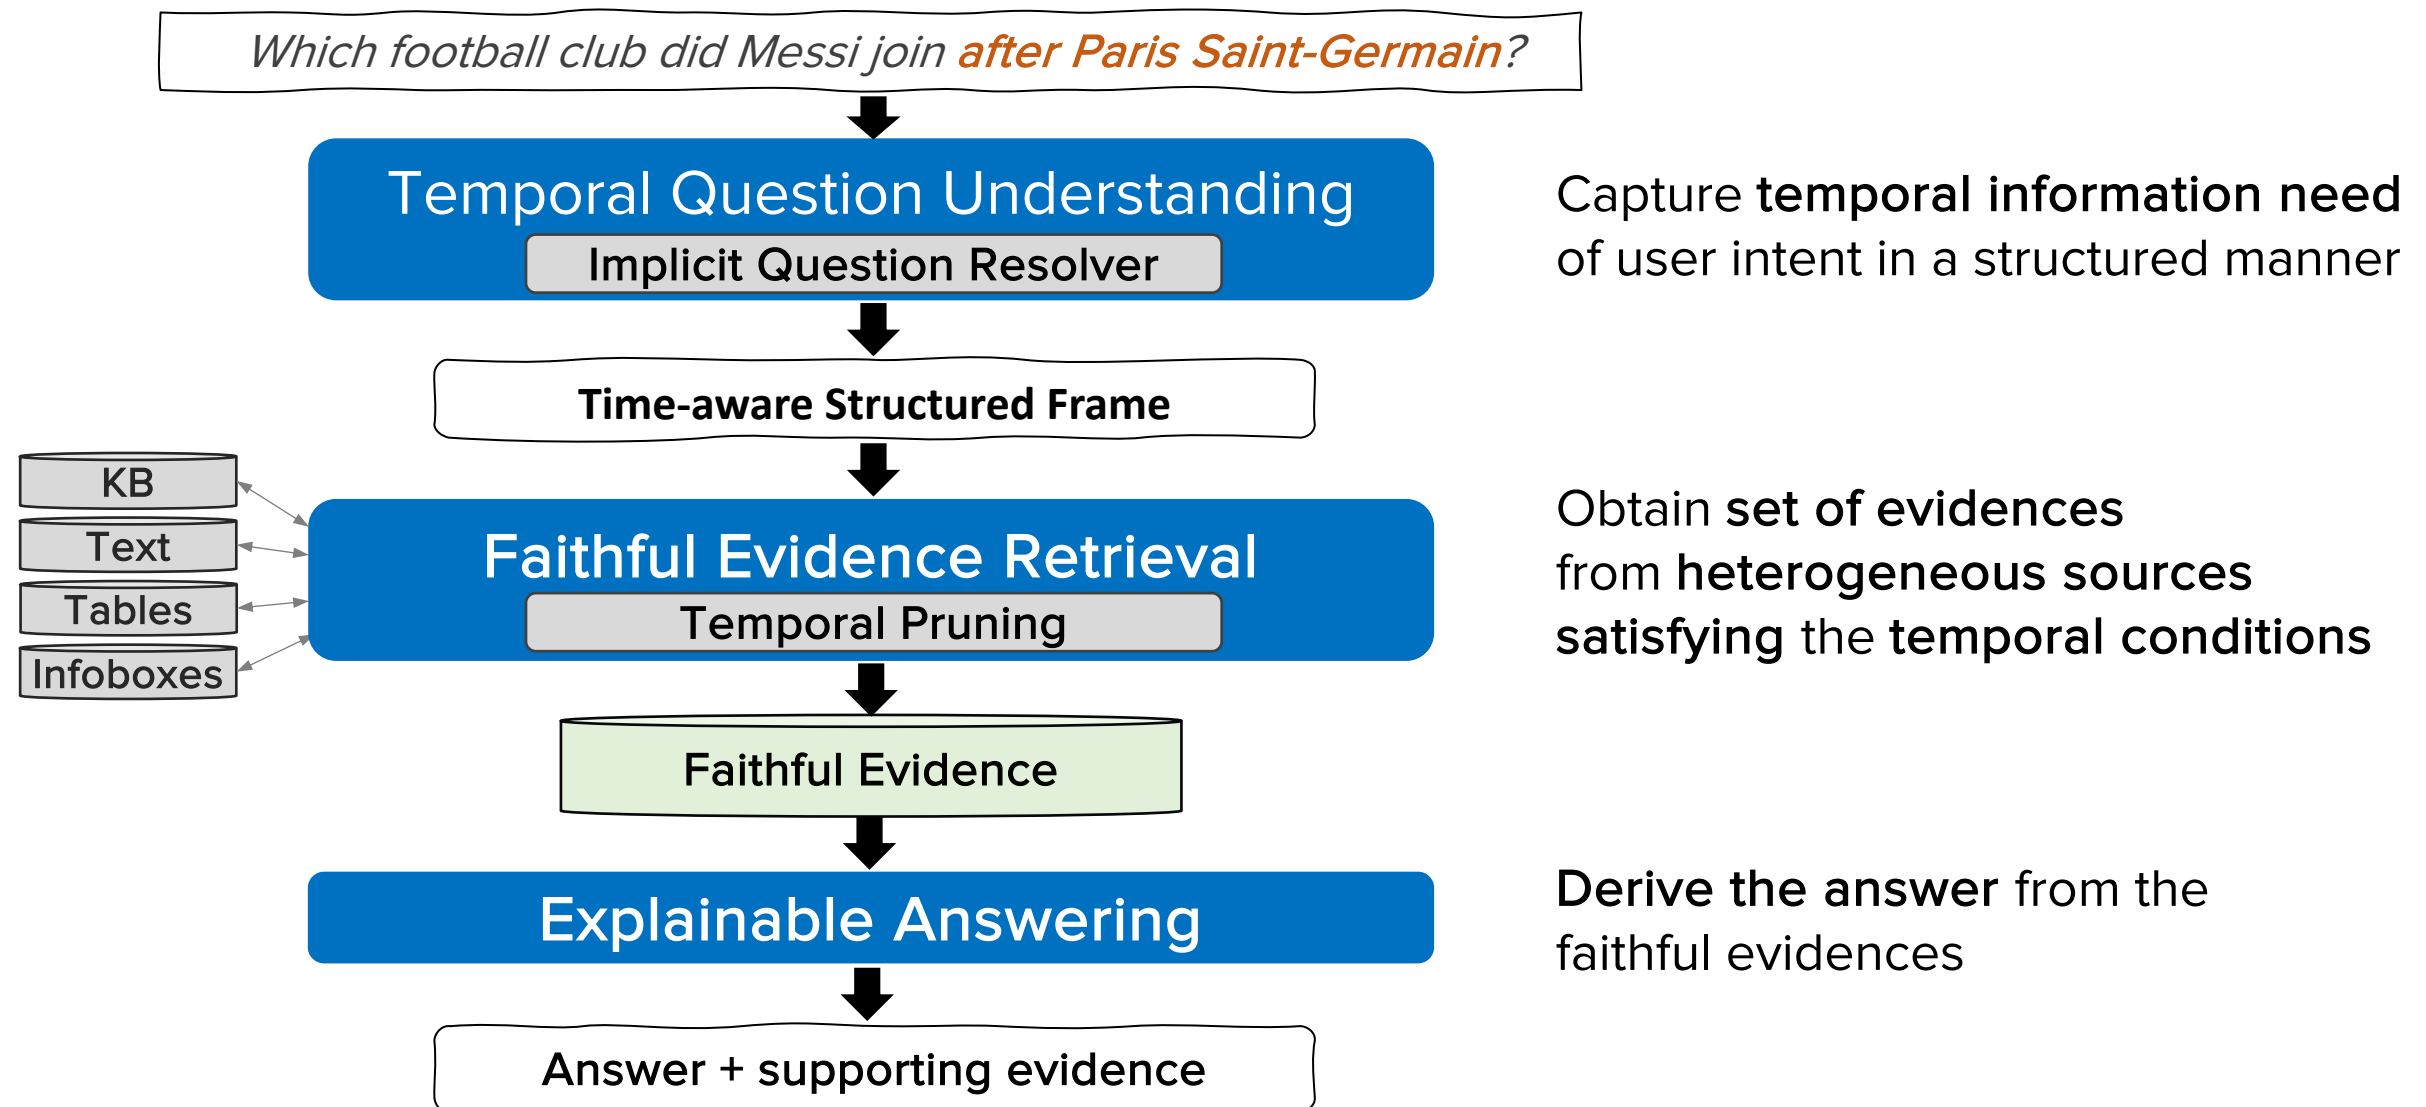 Which football club did Messi join after Paris Saint-Germain?
Temporal Question Understanding
Implicit Question Resolver
Capture temporal information need
of user intent in a structured manner
Time-aware Structured Frame
KB
Text
Tables
Infoboxes
Faithful Evidence Retrieval
Temporal Pruning
Obtain set of evidences
from heterogeneous sources
satisfying the temporal conditions
Faithful Evidence
Explainable Answering
Derive the answer from the
faithful evidences
Answer + supporting evidence